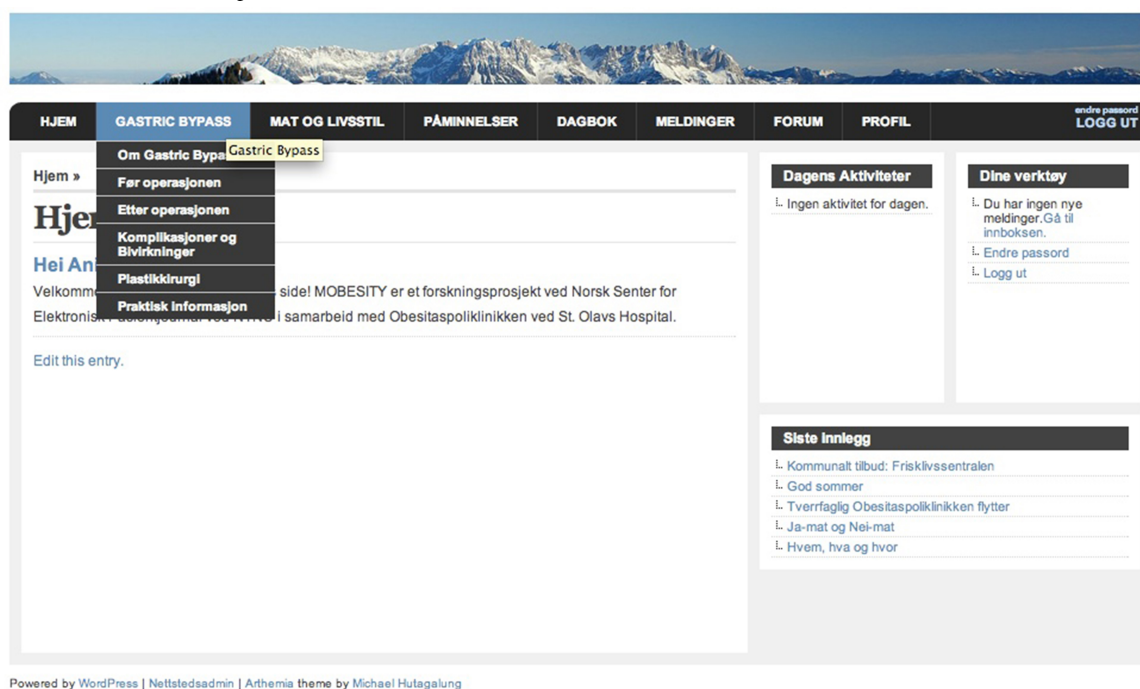 HJEM GASTRIC BYPASS MAT OG LIVSSTIL PÅMINNELSER DAGBOK MELDINGER FORUM PROFIL
endre passord
LOGG UT
Om Gastric Bypa
Gastric Bypass
Før operasjonen
Etter operasjonen
Komplikasjoner og
Bivirkninger
Plastikkirurgi
Praktisk informasjon
Hjem »
Hje
Hei An
Velkomm side! MOBESITY er et forskningsprosjekt ved Norsk Senter for
Elektronisk i samarbeid med Obesitaspoliklinikken ved St. Olavs Hospital.
Edit this entry.
Dagens Aktiviteter
Ingen aktivitet for dagen.
Dine verktøy
Du har ingen nye
meldinger.Gå til
innboksen.
Endre passord
Logg ut
Siste innlegg
Kommunalt tilbud: Frisklivssentralen
God sommer
Tverrfaglig Obesitaspoliklinikken flytter
Ja-mat og Nei-mat
Hvem, hva og hvor
Powered by WordPress | Nettstedsadmin | Arthemia theme by Michael Hutagalung